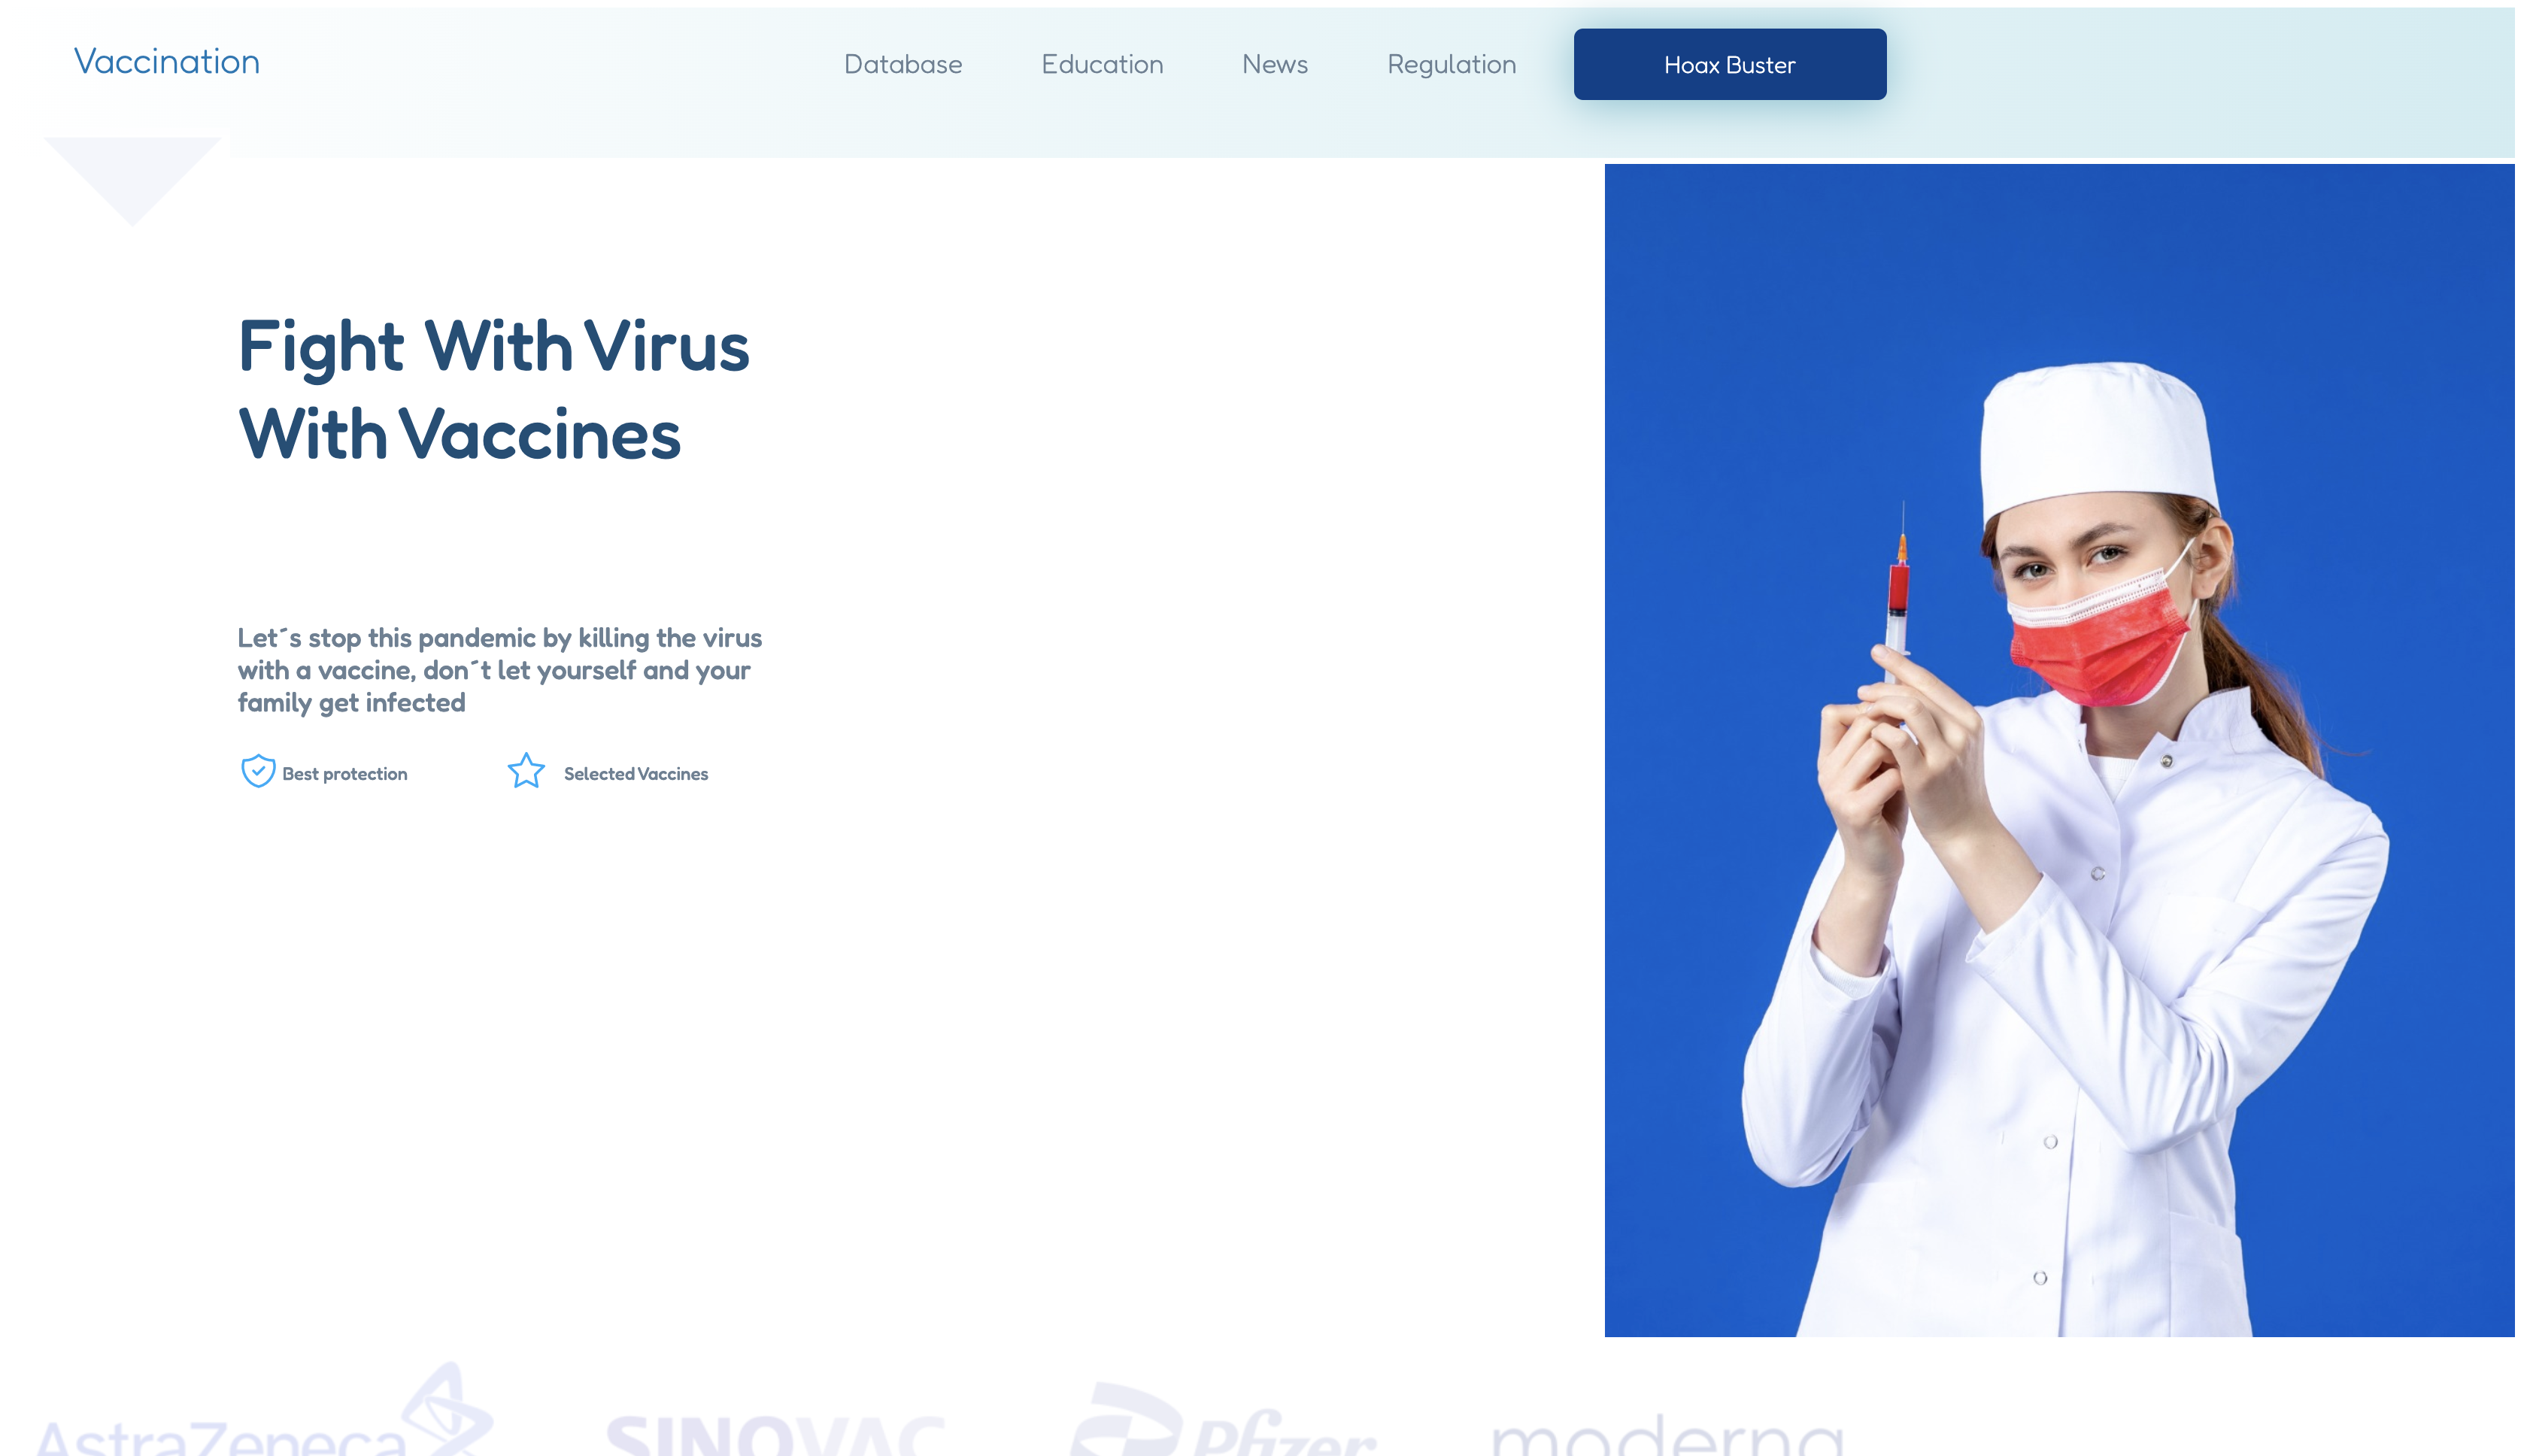 Vaccination
Database
Education
News
Regulation
Hoax Buster
Fight With Virus
With Vaccines
Let´s stop this pandemic by killing the virus
with a vaccine, don´t let yourself and your
family get infected
Best protection
Selected Vaccines
AstraZeneca
SINOVAC
Pfizer
moderna